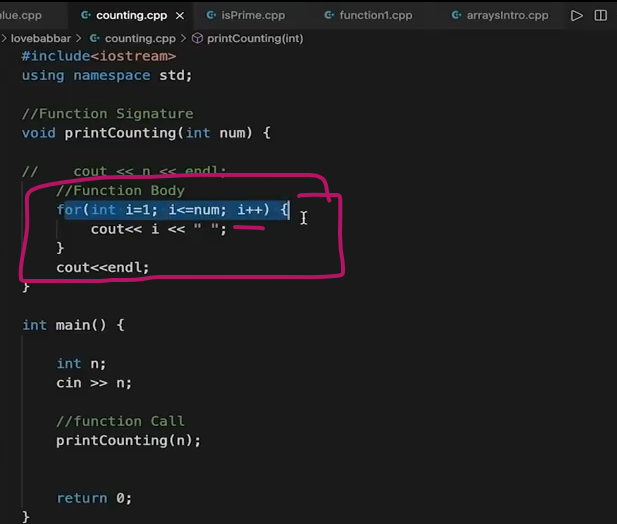 alue.cpp counting.cpp × isPrime.cpp function1.cpp arraysIntro.cpp
> lovebabbar > counting.cpp > printCounting(int)
#include<iostream>
using namespace std;
//Function Signature
void printCounting(int num) {
// cout << n << endl;
//Function Body
for(int i=1; i<=num; i++) {
cout<< i << " ";
}
cout<<endl;
}
int main() {
int n;
cin >> n;
//function Call
printCounting(n);
return 0;
}